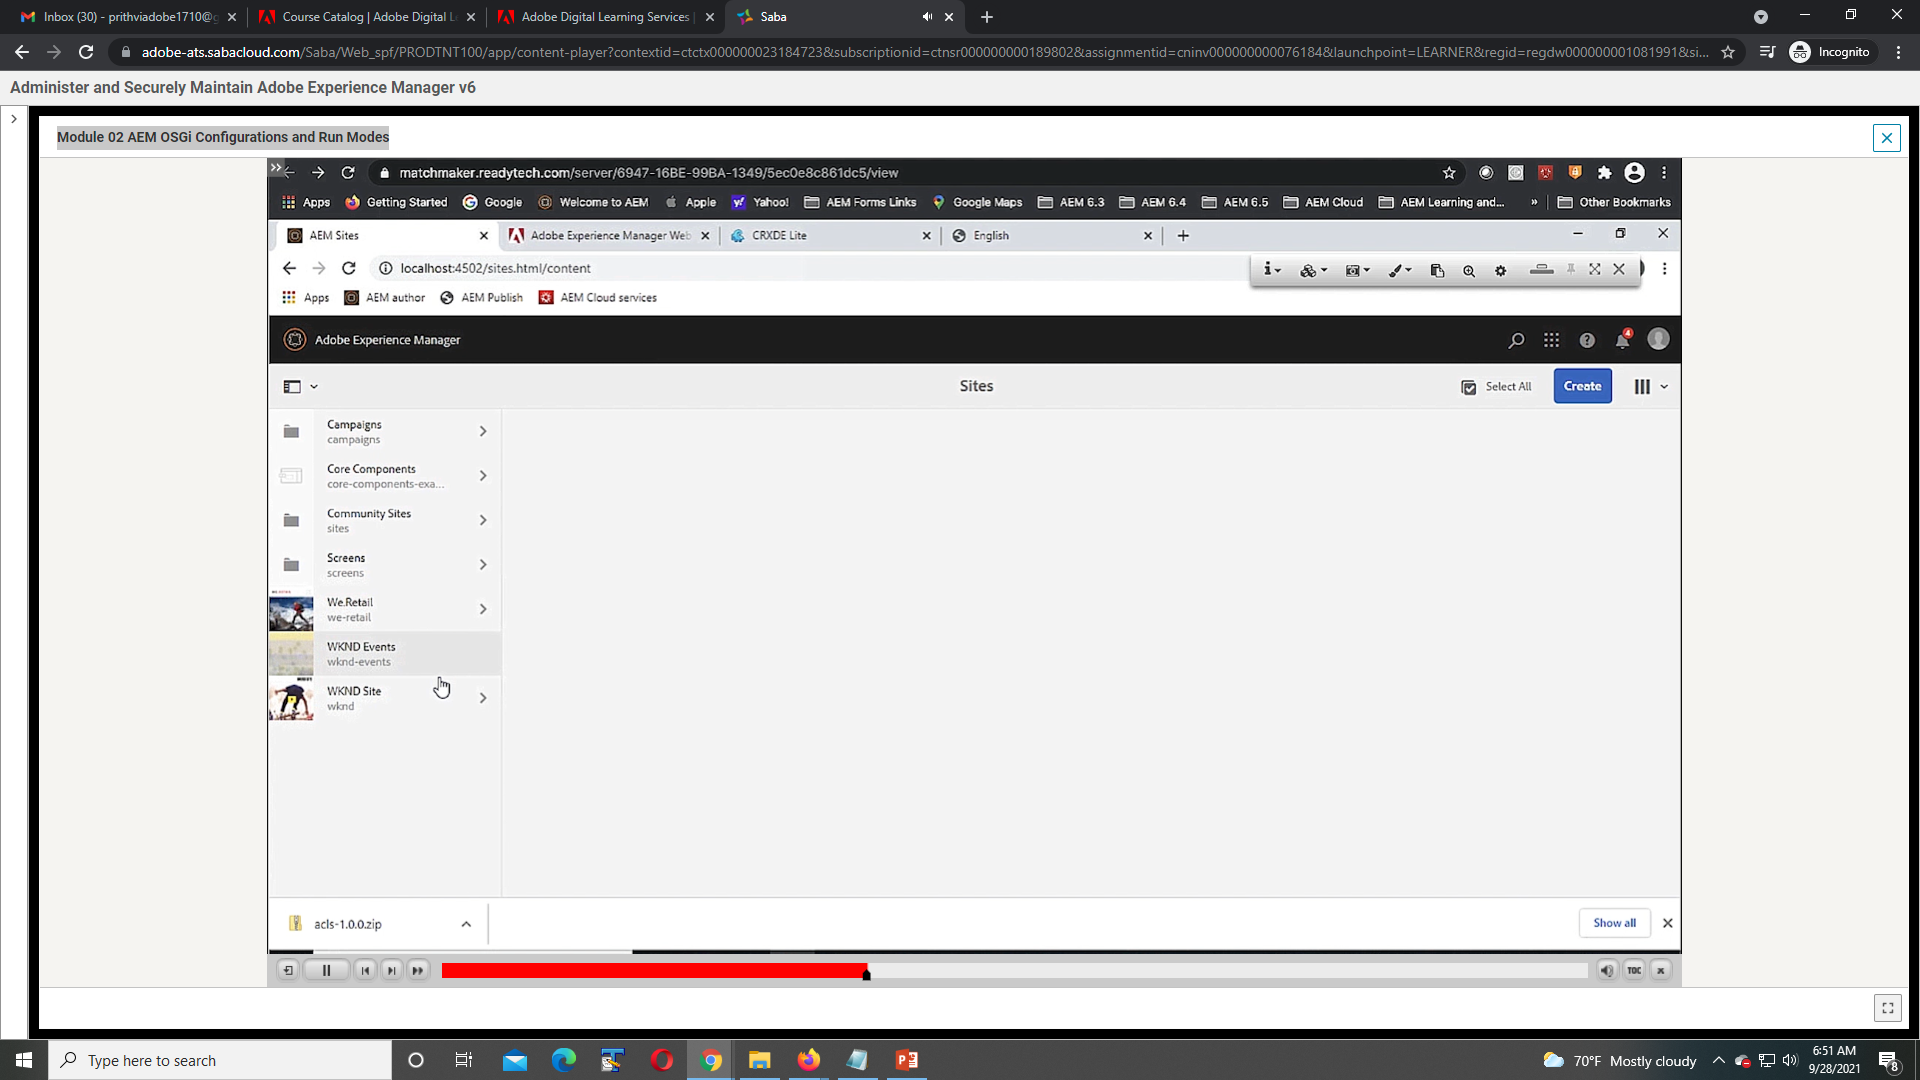 Inbox (30) - prithviadobe1710@g
Course Catalog | Adobe Digital L
Adobe Digital Learning Services |
Saba
adobe-ats.sabacloud.com/Saba/Web_spf/PRODTNT100/app/content-player?contextid=ctctx000000023184723&subscriptionid=ctnsr0000000000189802&assignmentid=cninv000000000076184&launchpoint=LEARNER&regid=regdw000000001081991&si...
Incognito
Administer and Securely Maintain Adobe Experience Manager v6
Module 02 AEM OSGi Configurations and Run Modes
matchmaker.readytech.com/server/6947-16BE-99BA-1349/5ec0e8c861dc5/view
Apps
Getting Started
Google
Welcome to AEM
Apple
Yahoo!
AEM Forms Links
Google Maps
AEM 6.3
AEM 6.4
AEM 6.5
AEM Cloud
AEM Learning and...
»
Other Bookmarks
AEM Sites
Adobe Experience Manager Web
CRXDE Lite
English
localhost:4502/sites.html/content
Apps
AEM author
AEM Publish
AEM Cloud services
Adobe Experience Manager
4
Sites
Select All
Create
Campaigns
campaigns
Core Components
core-components-exa...
Community Sites
sites
Screens
screens
We.Retail
we-retail
WKND Events
wknd-events
WKND Site
wknd
acls-1.0.0.zip
Show all
TOC
Type here to search
70°F Mostly cloudy
6:51 AM
9/28/2021
8